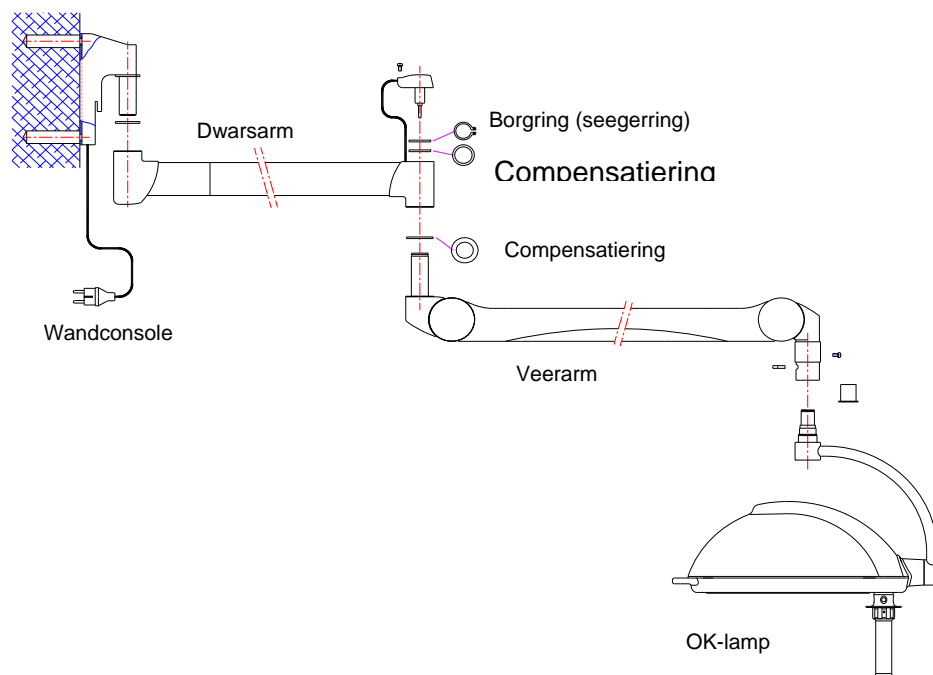 Borgring (seegerring)
Dwarsarm
Compensatiering
Compensatiering
Wandconsole
Veerarm
OK-lamp